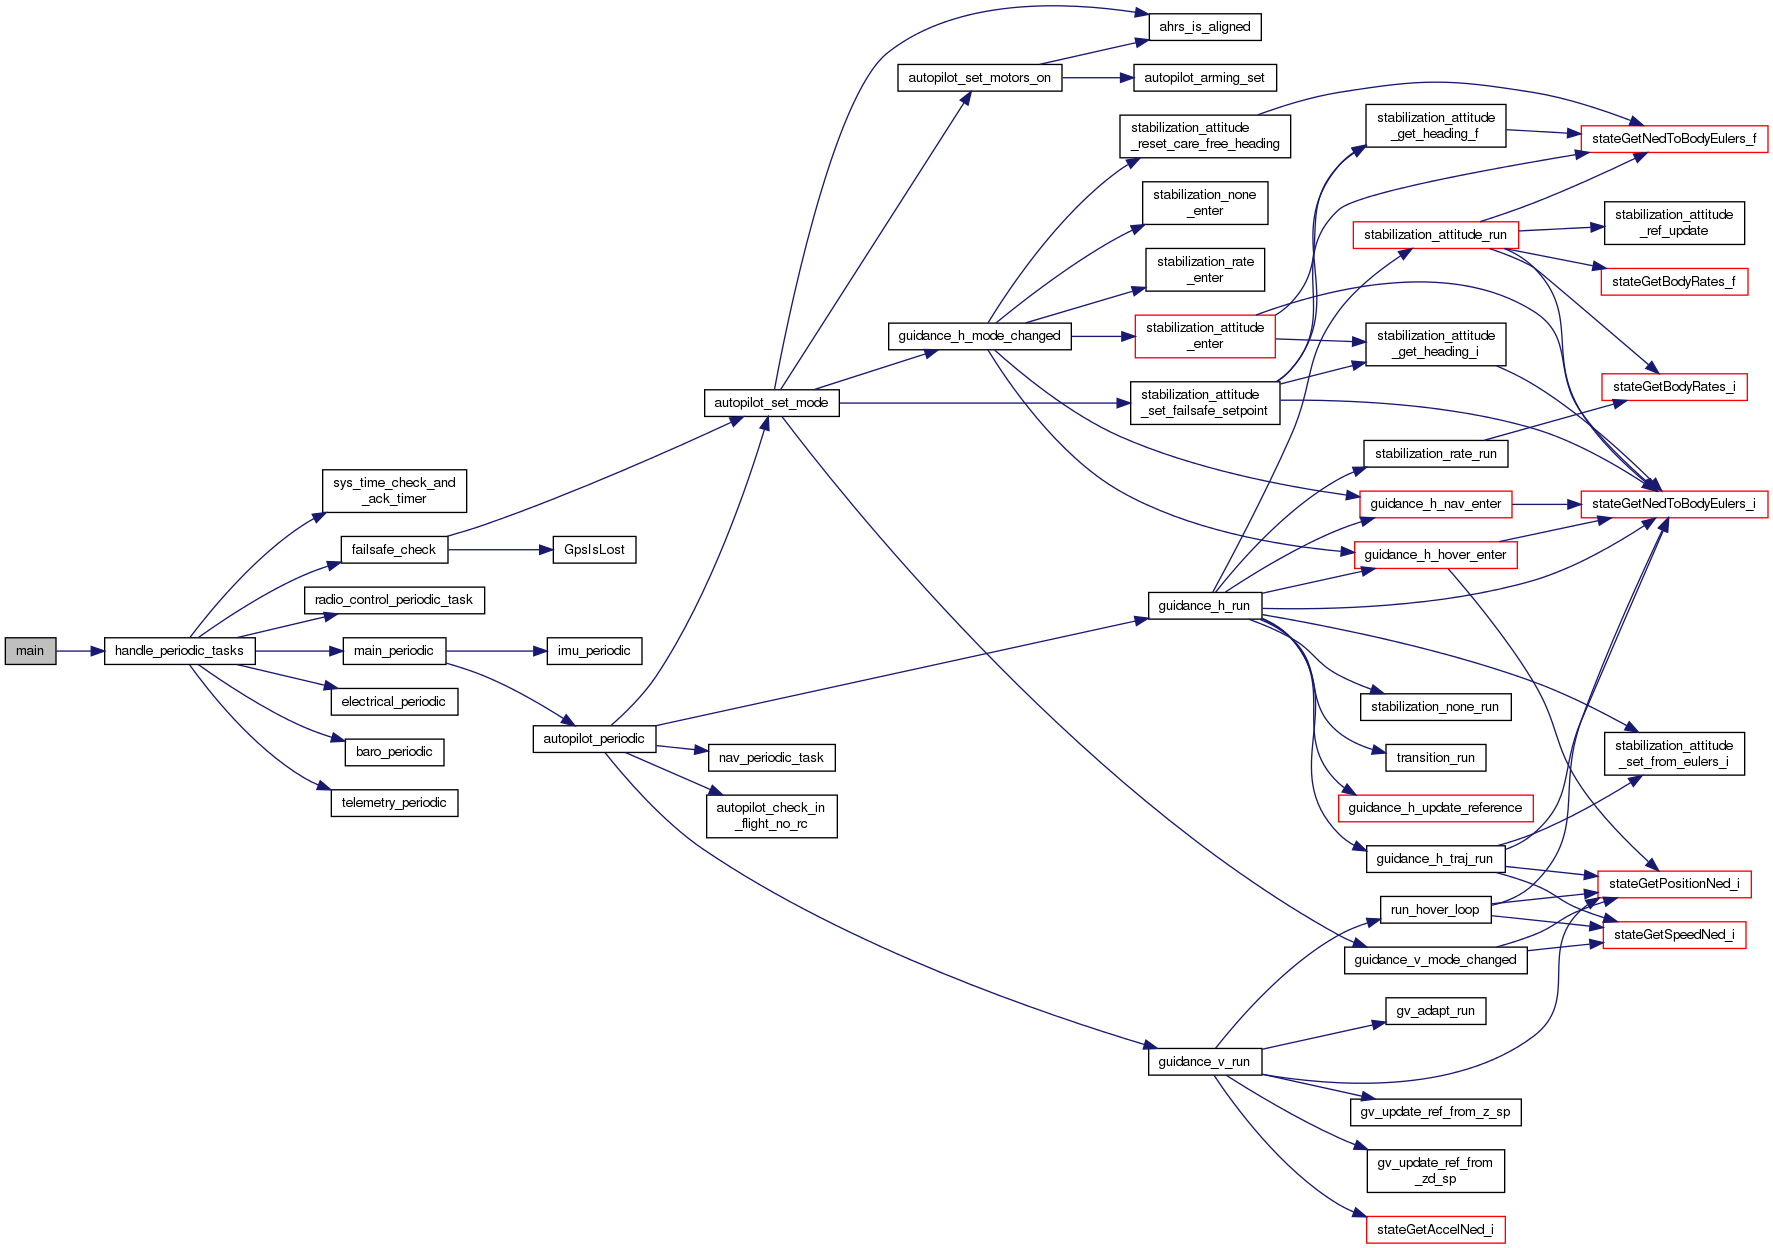 ahrs_is_aligned
autopilot_set_motors_on
autopilot_arming_set
stabilization_attitude
_reset_care_free_heading
stabilization_attitude
_get_heading_f
stateGetNedToBodyEulers_f
stabilization_none
_enter
stabilization_attitude_run
stabilization_attitude
_ref_update
stabilization_rate
_enter
stateGetBodyRates_f
guidance_h_mode_changed
stabilization_attitude
_enter
stabilization_attitude
_get_heading_i
stateGetBodyRates_i
autopilot_set_mode
stabilization_attitude
_set_failsafe_setpoint
stabilization_rate_run
sys_time_check_and
_ack_timer
guidance_h_nav_enter
stateGetNedToBodyEulers_i
failsafe_check
GpsIsLost
guidance_h_hover_enter
radio_control_periodic_task
guidance_h_run
main
handle_periodic_tasks
main_periodic
imu_periodic
electrical_periodic
stabilization_none_run
autopilot_periodic
baro_periodic
nav_periodic_task
transition_run
stabilization_attitude
_set_from_eulers_i
telemetry_periodic
autopilot_check_in
_flight_no_rc
guidance_h_update_reference
guidance_h_traj_run
stateGetPositionNed_i
run_hover_loop
stateGetSpeedNed_i
guidance_v_mode_changed
gv_adapt_run
guidance_v_run
gv_update_ref_from_z_sp
gv_update_ref_from
_zd_sp
stateGetAccelNed_i